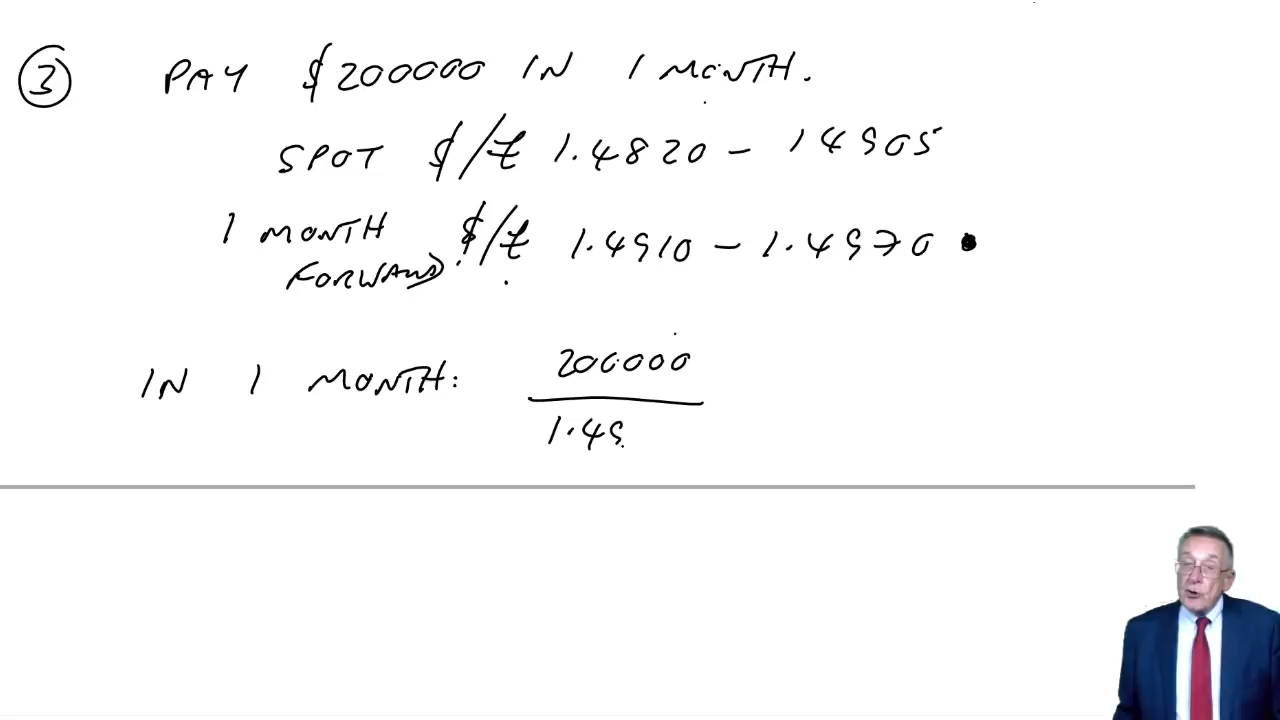 3 PAY $200000 IN 1 MONTH.
SPOT $/£ 1.4820 - 14905
1 MONTH FORWARD $/£ 1.4910 - 1.4970
IN 1 MONTH: 200000
1.49